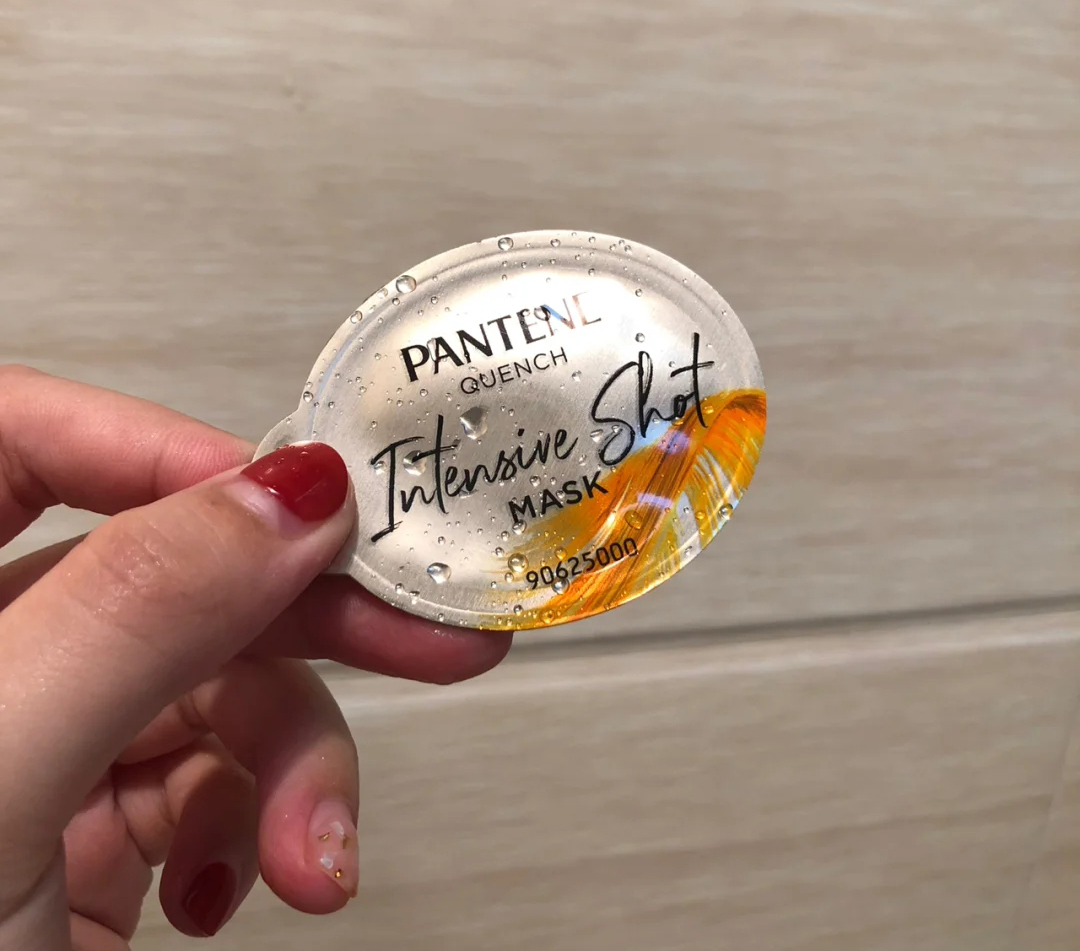 PANTENE
QUENCH
Intensive Shot
MASK
90625000